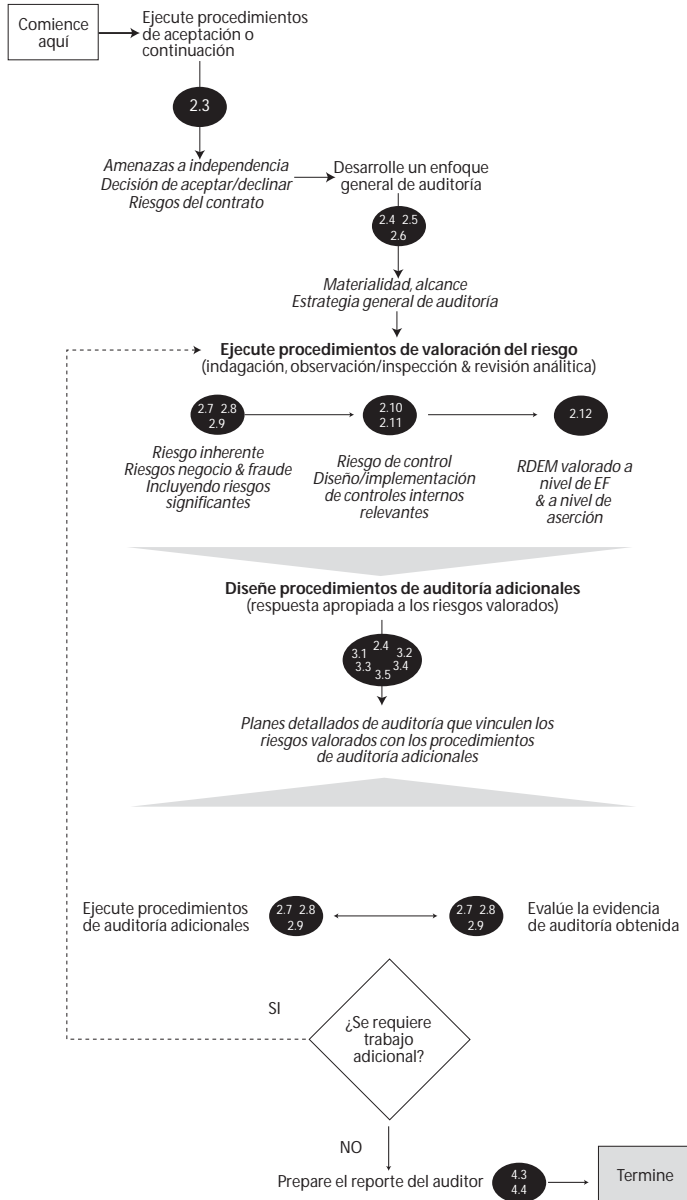 Comience
aquí
Ejecute procedimientos
de aceptación o
continuación
2.3
Amenazas a independencia
Decisión de aceptar/declinar
Riesgos del contrato
Desarrolle un enfoque
general de auditoría
2.4 2.5
2.6
Materialidad, alcance
Estrategia general de auditoría
Ejecute procedimientos de valoración del riesgo
(indagación, observación/inspección & revisión análitica)
2.7 2.8
2.9
2.10
2.11
2.12
Riesgo inherente
Riesgos negocio & fraude
Incluyendo riesgos
significantes
Riesgo de control
Diseño/implementación
de controles internos
relevantes
RDEM valorado a
nivel de EF
& a nivel de
aserción
Diseñe procedimientos de auditoría adicionales
(respuesta apropiada a los riesgos valorados)
3.1 2.4 3.2
3.3 3.5 3.4
Planes detallados de auditoría que vinculen los
riesgos valorados con los procedimientos
de auditoría adicionales
Ejecute procedimientos
de auditoría adicionales
2.7 2.8
2.9
2.7 2.8
2.9
Evalúe la evidencia
de auditoría obtenida
SI
¿Se requiere
trabajo
adicional?
NO
Prepare el reporte del auditor
4.3
4.4
Termine